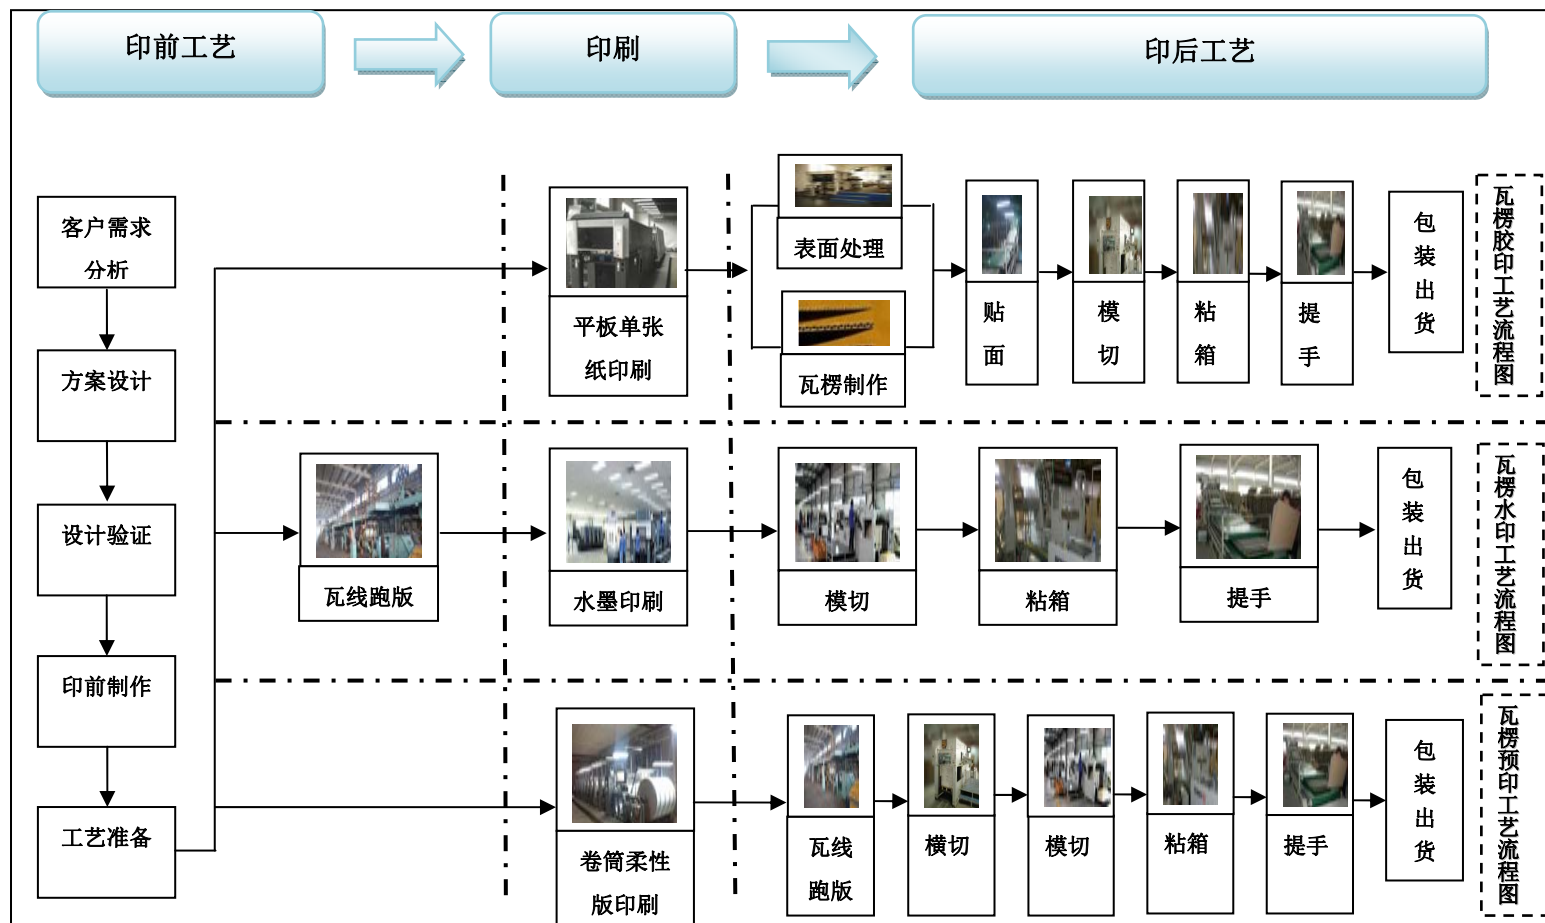 印前工艺
印刷
印后工艺
客户需求
分析
方案设计
设计验证
印前制作
工艺准备
平板单张
纸印刷
表面处理
瓦楞制作
贴
面
模
切
粘
箱
提
手
包
装
出
货
瓦楞胶印工艺流程图
瓦线跑版
水墨印刷
模切
粘箱
提手
包
装
出
货
瓦楞水印工艺流程图
卷筒柔性
版印刷
瓦线
跑版
横切
模切
粘箱
提手
包
装
出
货
瓦楞预印工艺流程图